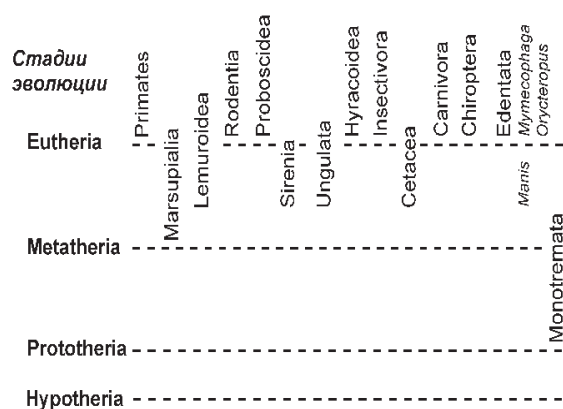 Стадии
эволюции
Primates
Marsupialia
Lemuroidea
Rodentia
Proboscidea
Sirenia
Ungulata
Hyracoidea
Insectivora
Cetacea
Carnivora
Chiroptera
Edentata
Mymecophaga
Orycteropus
Manis
Monotremata
Eutheria
Metatheria
Prototheria
Hypotheria